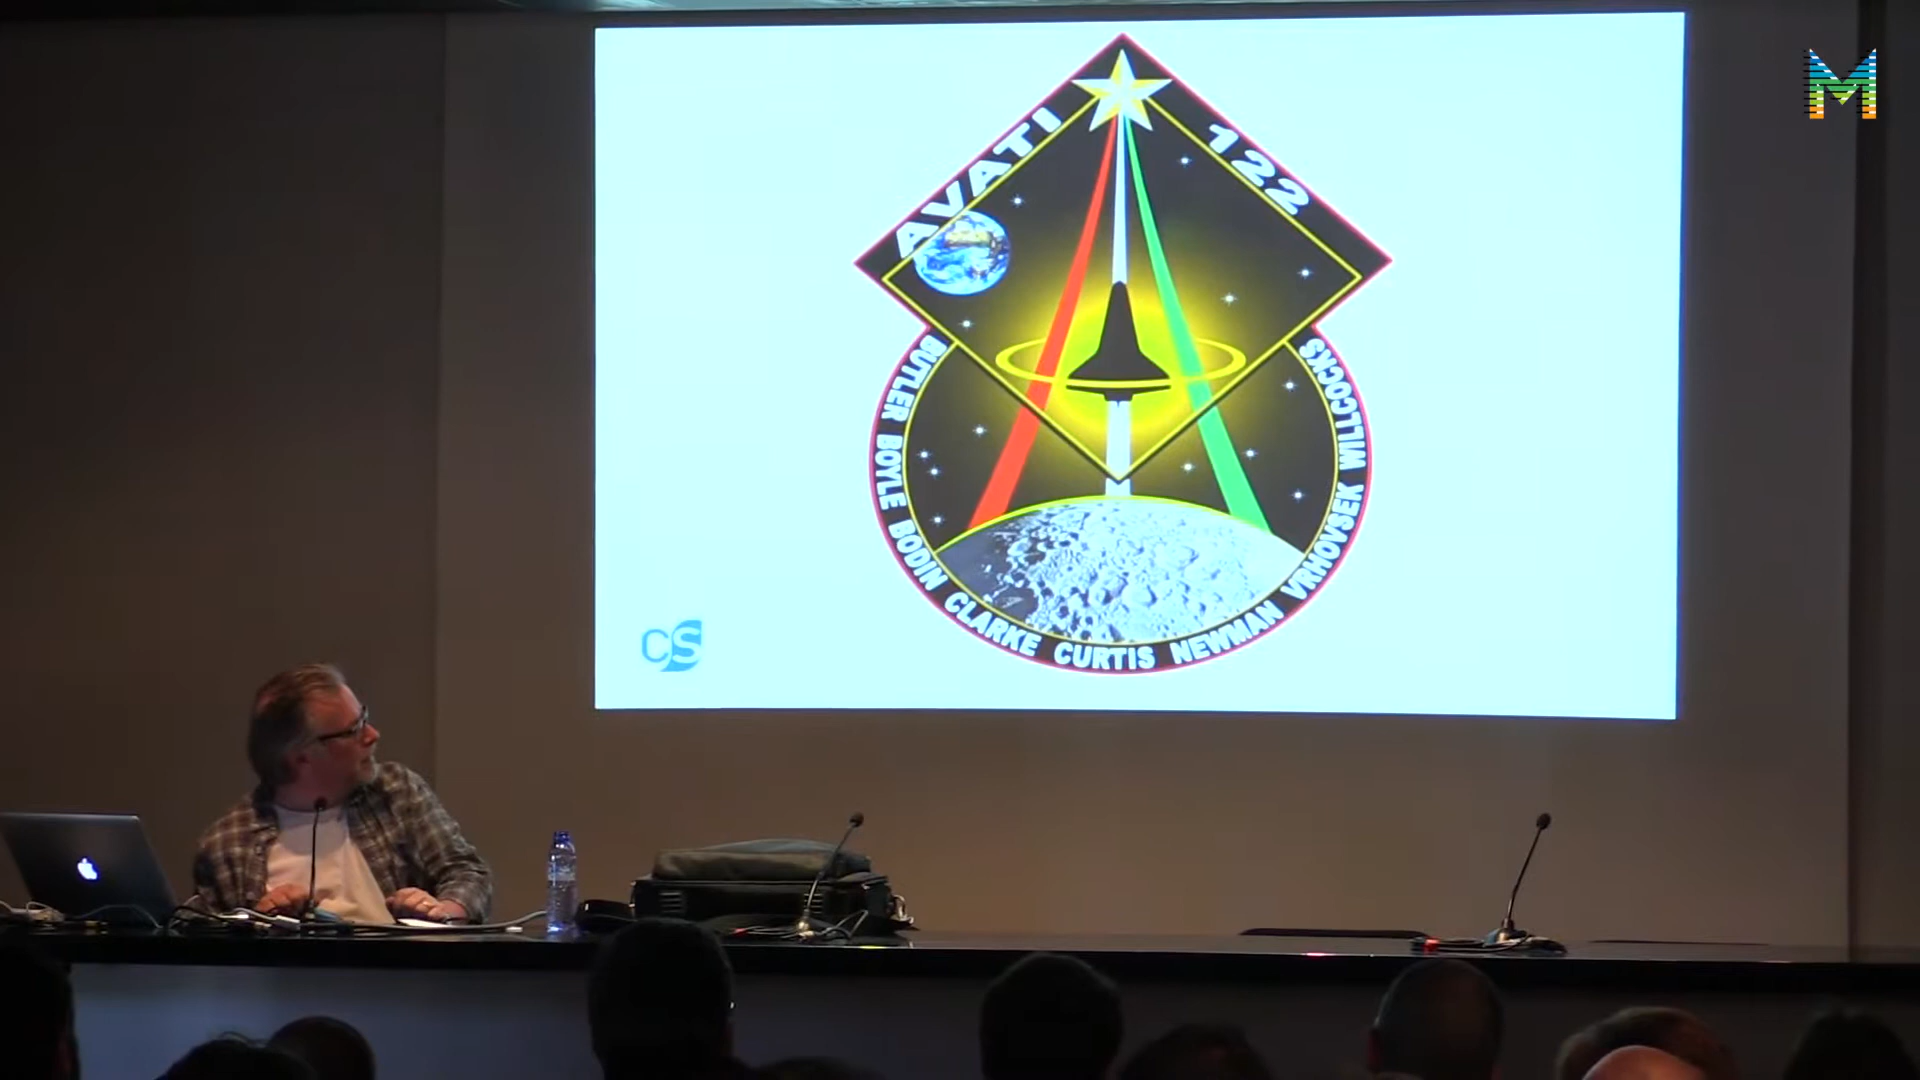 AVATI 122
BUTLER BOYLE BODIN CLARKE CURTIS NEWMAN VRHOVSEK WILLCOCKS
CS
M